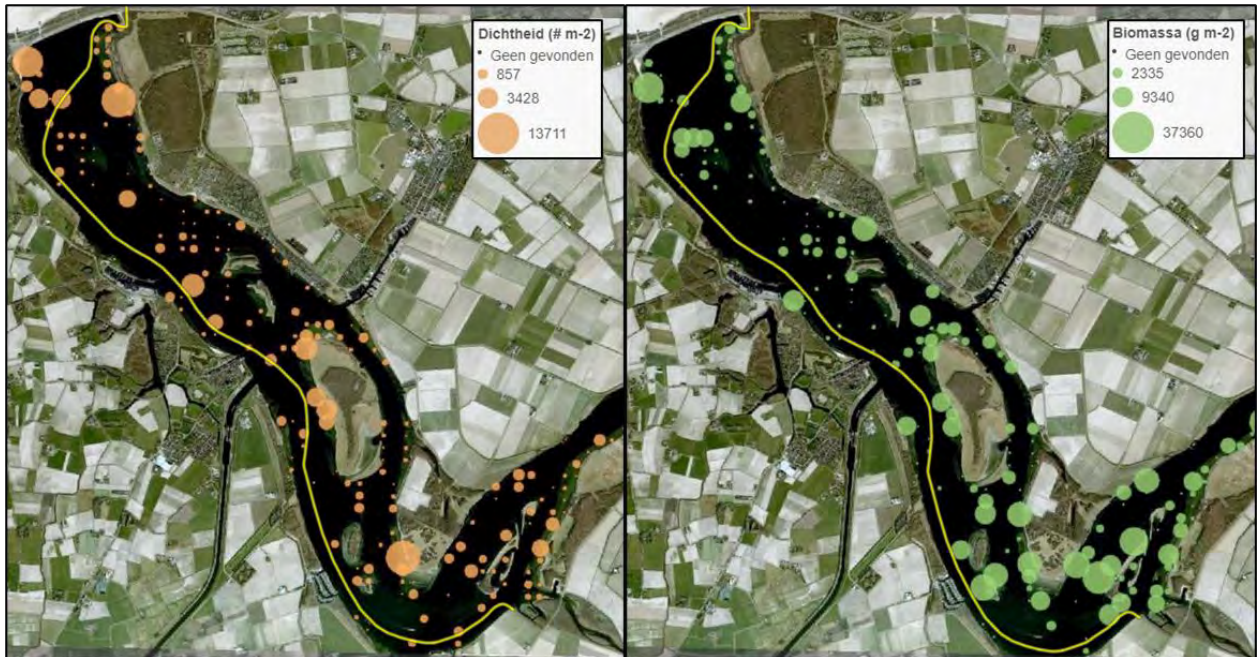 Dichtheid (# m-2)
Geen gevonden
857
3428
13711
Biomassa (g m-2)
Geen gevonden
2335
9340
37360